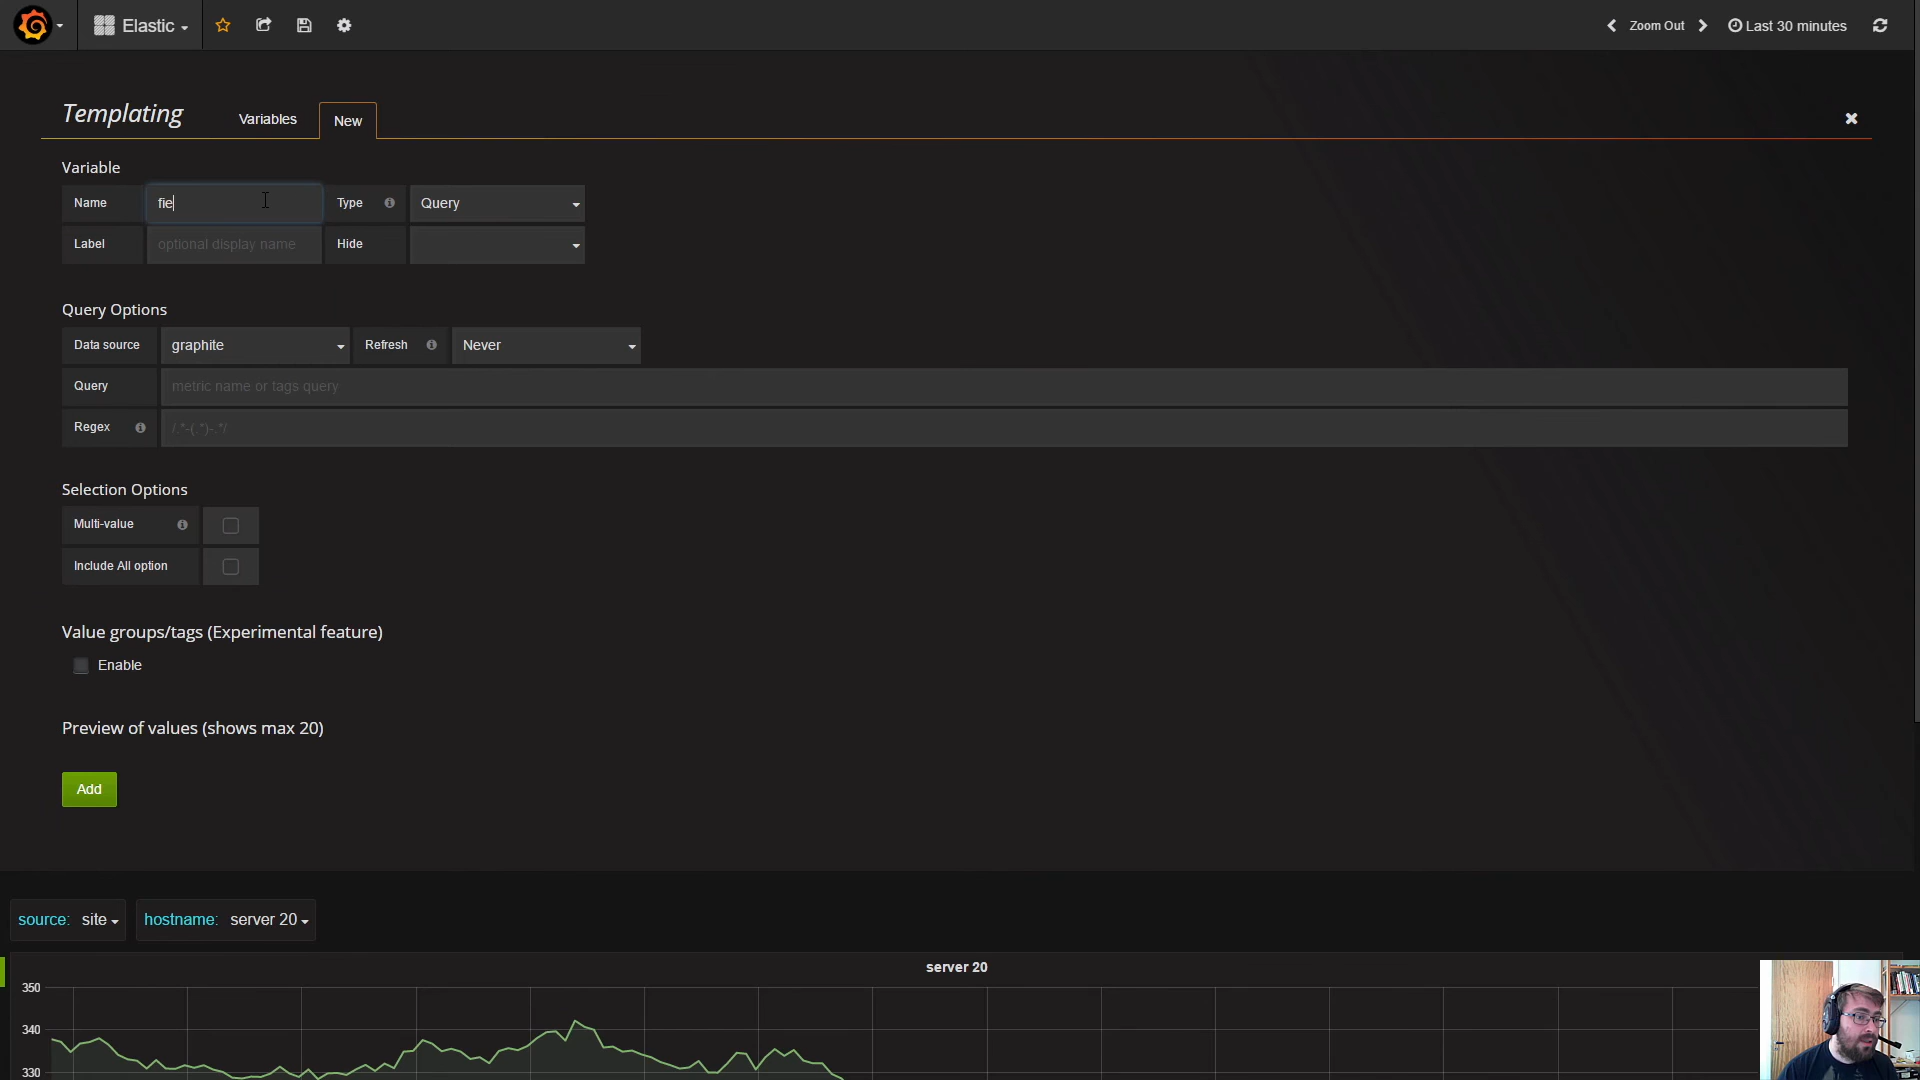 Elastic
Zoom Out
Last 30 minutes
Templating
Variables
New
Variable
Name
fie
Type
Query
Label
optional display name
Hide
Query Options
Data source
graphite
Refresh
Never
Query
metric name or tags query
Regex
/.*-(.*)-.*/
Selection Options
Multi-value
Include All option
Value groups/tags (Experimental feature)
Enable
Preview of values (shows max 20)
Add
source: site
hostname: server 20
server 20
350
340
330